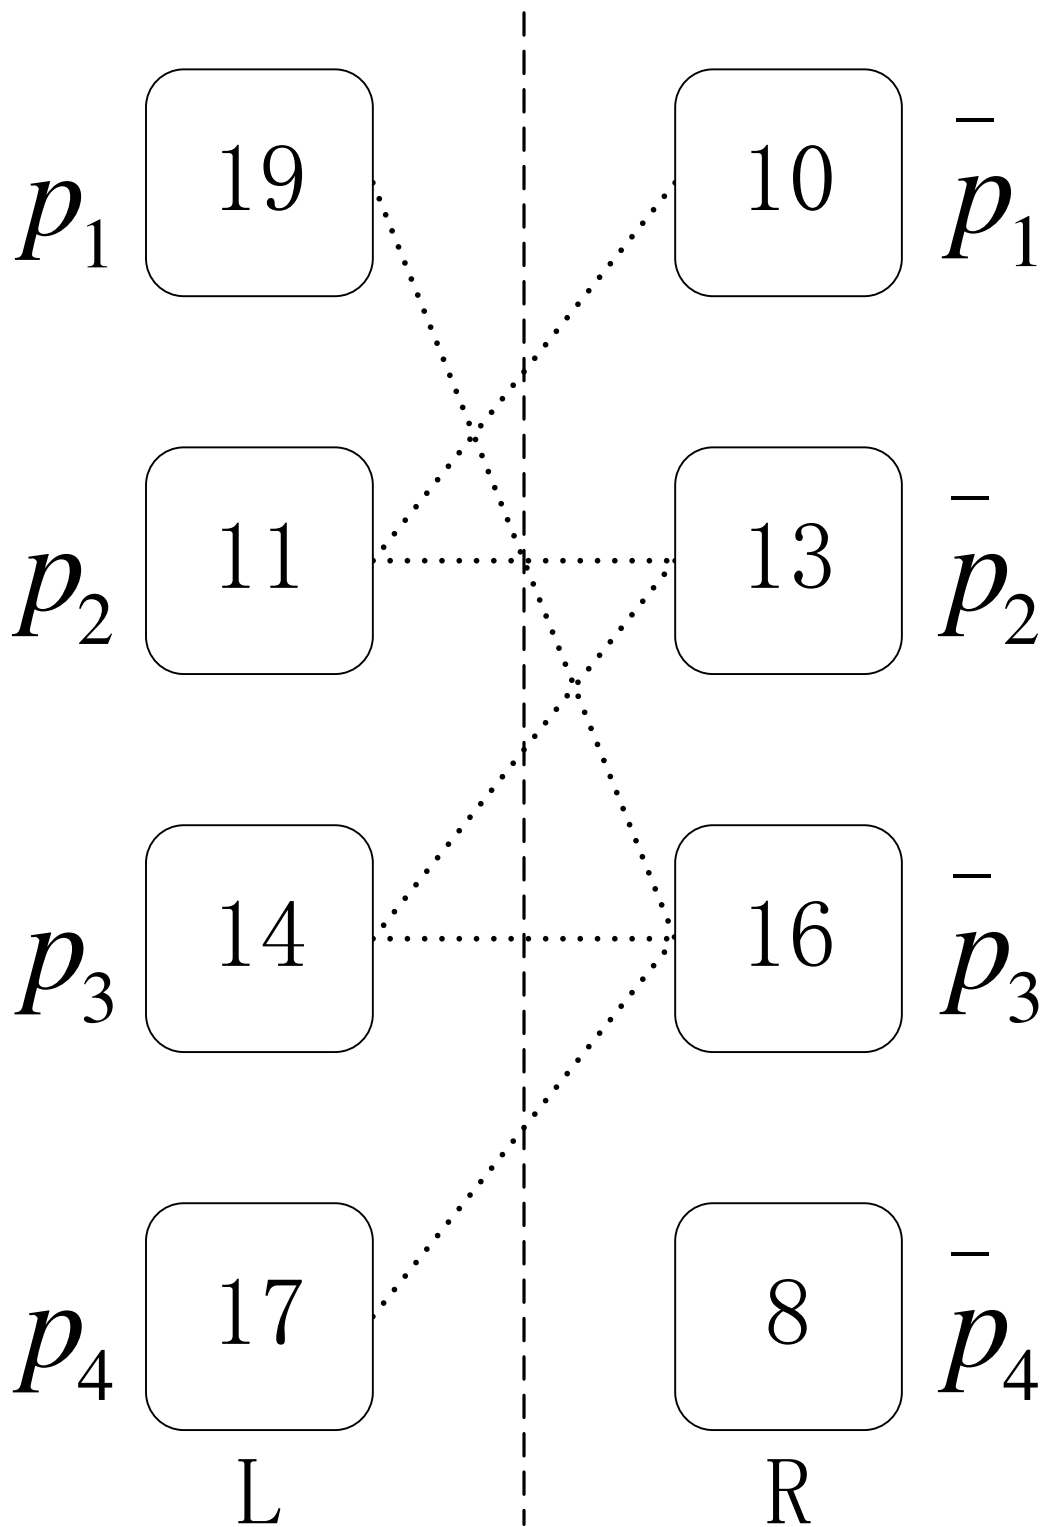 p₁ 19 10 p̄₁
p₂ 11 13 p̄₂
p₃ 14 16 p̄₃
p₄ 17 8 p̄₄
L R